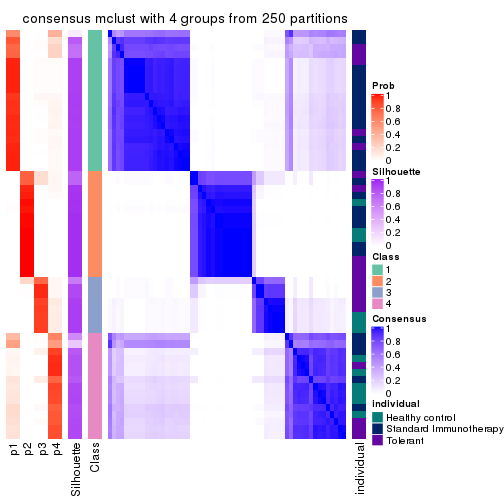 consensus mclust with 4 groups from 250 partitions
Prob
1
0.8
0.6
0.4
0.2
0
Silhouette
1
0.8
0.6
0.4
0.2
0
Class
1
2
3
4
Consensus
1
0.8
0.6
0.4
0.2
0
individual
Healthy control
Standard Immunotherapy
Tolerant
p1
p2
p3
p4
Silhouette
Class
individual